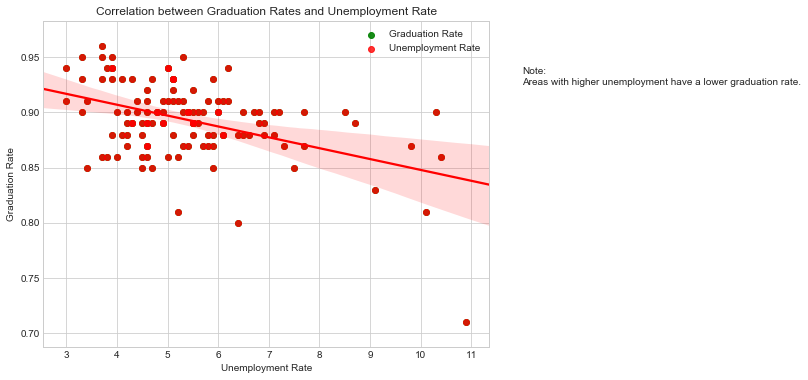 Correlation between Graduation Rates and Unemployment Rate
Graduation Rate
Unemployment Rate
Note:
Areas with higher unemployment have a lower graduation rate.
Graduation Rate
0.95
0.90
0.85
0.80
0.75
0.70
3 4 5 6 7 8 9 10 11
Unemployment Rate